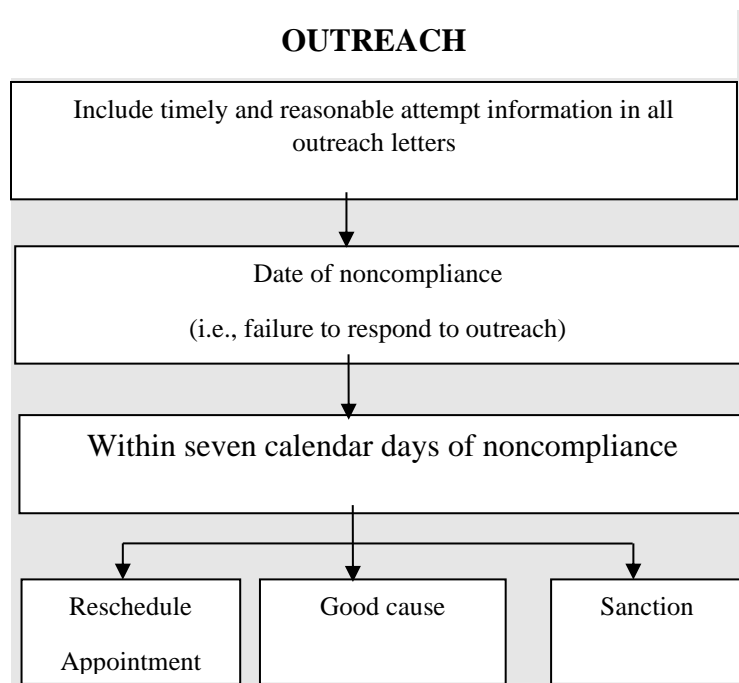 OUTREACH
Include timely and reasonable attempt information in all
outreach letters
Date of noncompliance
(i.e., failure to respond to outreach)
Within seven calendar days of noncompliance
Reschedule
Appointment
Good cause
Sanction